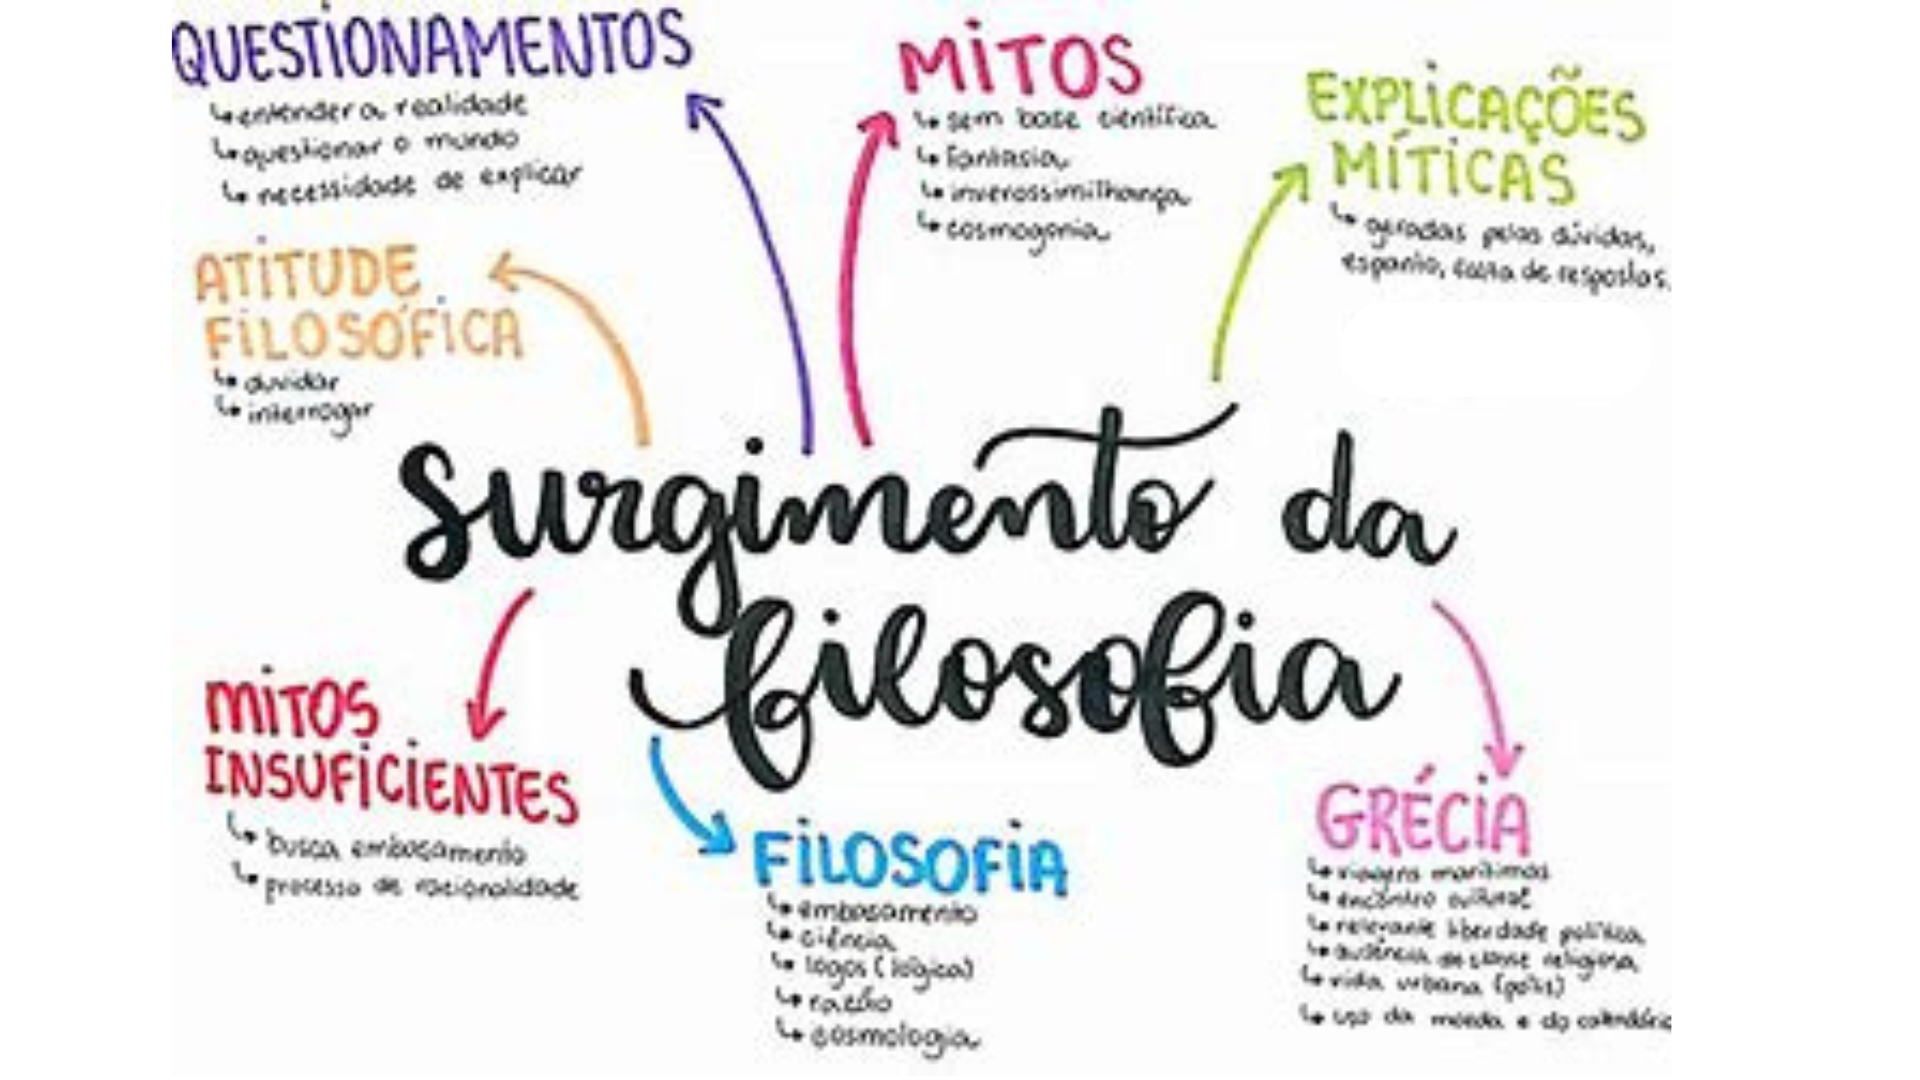 QUESTIONAMENTOS
entender a realidade
questionar o mundo
necessidade de explicar
MITOS
sem base científica
fantasia
inverossimilhança
cosmogonia
EXPLICAÇÕES
MÍTICAS
geradas pelas dúvidas,
espanto, falta de respostas.
ATITUDE
FILOSÓFICA
duvidar
interrogar
surgimento da
filosofia
MITOS
INSUFICIENTES
busca embasamento
processo de racionalidade
FILOSOFIA
embasamento
ciência
logos (lógica)
razão
cosmologia
GRÉCIA
viagens marítimas
encontro cultural
relevante liberdade política
ausência de classe religiosa
vida urbana (pólis)
uso da moeda e do calendário